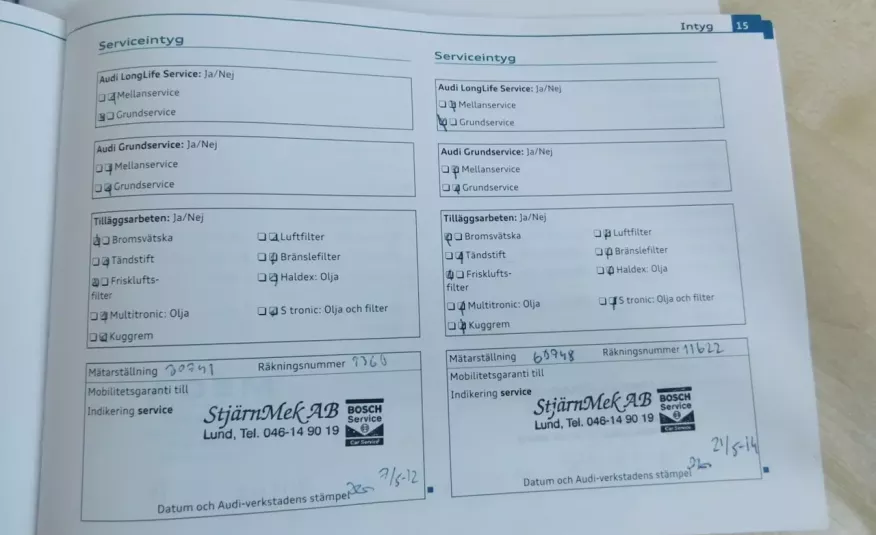 Intyg 15
Serviceintyg
Audi LongLife Service: Ja/Nej
Mellanservice
Grundservice
Audi Grundservice: Ja/Nej
Mellanservice
Grundservice
Tilläggsarbeten: Ja/Nej
Bromsvätska Luftfilter
Tändstift Bränslefilter
Frisklufts- Haldex: Olja
filter
Multitronic: Olja S tronic: Olja och filter
Kuggrem
Mätarställning Räkningsnummer
Mobilitetsgaranti till
Indikering service
StjärnMek AB BOSCH
Service
Lund, Tel. 046-14 90 19
Car Service
7/5-12
Datum och Audi-verkstadens stämpel
Serviceintyg
Audi LongLife Service: Ja/Nej
Mellanservice
Grundservice
Audi Grundservice: Ja/Nej
Mellanservice
Grundservice
Tilläggsarbeten: Ja/Nej
Bromsvätska Luftfilter
Tändstift Bränslefilter
Frisklufts- Haldex: Olja
filter
Multitronic: Olja S tronic: Olja och filter
Kuggrem
Mätarställning 60748 Räkningsnummer 11622
Mobilitetsgaranti till
Indikering service
StjärnMek AB BOSCH
Service
Lund, Tel. 046-14 90 19
Car Service
21/5-14
Datum och Audi-verkstadens stämpel